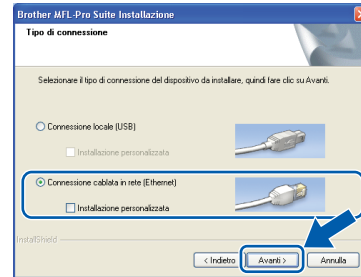 Brother MFL-Pro Suite Installazione
Tipo di connessione
Selezionare il tipo di connessione del dispositivo da installare, quindi fare clic su Avanti.
Connessione locale (USB)
Installazione personalizzata
Connessione cablata in rete (Ethernet)
Installazione personalizzata
InstallShield
< Indietro Avanti > Annulla